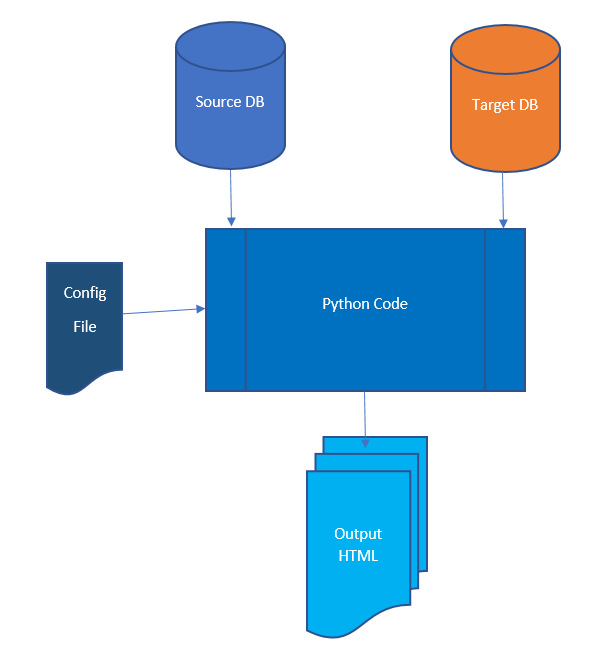 Source DB
Target DB
Config
File
Python Code
Output
HTML